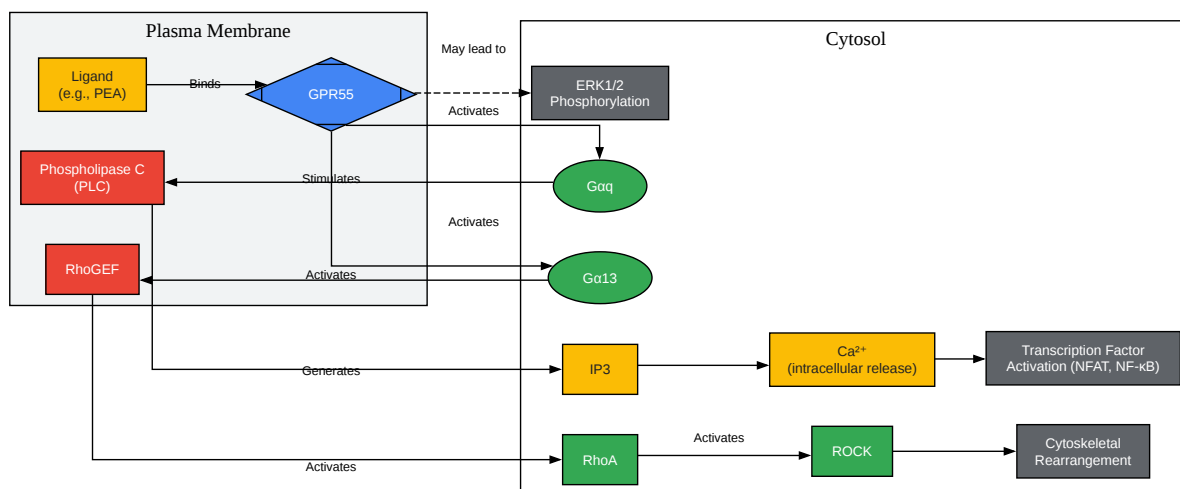 Plasma Membrane
Cytosol
May lead to
Ligand
(e.g., PEA)
Binds
GPR55
ERK1/2
Phosphorylation
Activates
Phospholipase C
(PLC)
Stimulates
Gαq
Activates
RhoGEF
Activates
Gα13
Generates
IP3
Ca²⁺
(intracellular release)
Transcription Factor
Activation (NFAT, NF-κB)
Activates
RhoA
Activates
ROCK
Cytoskeletal
Rearrangement